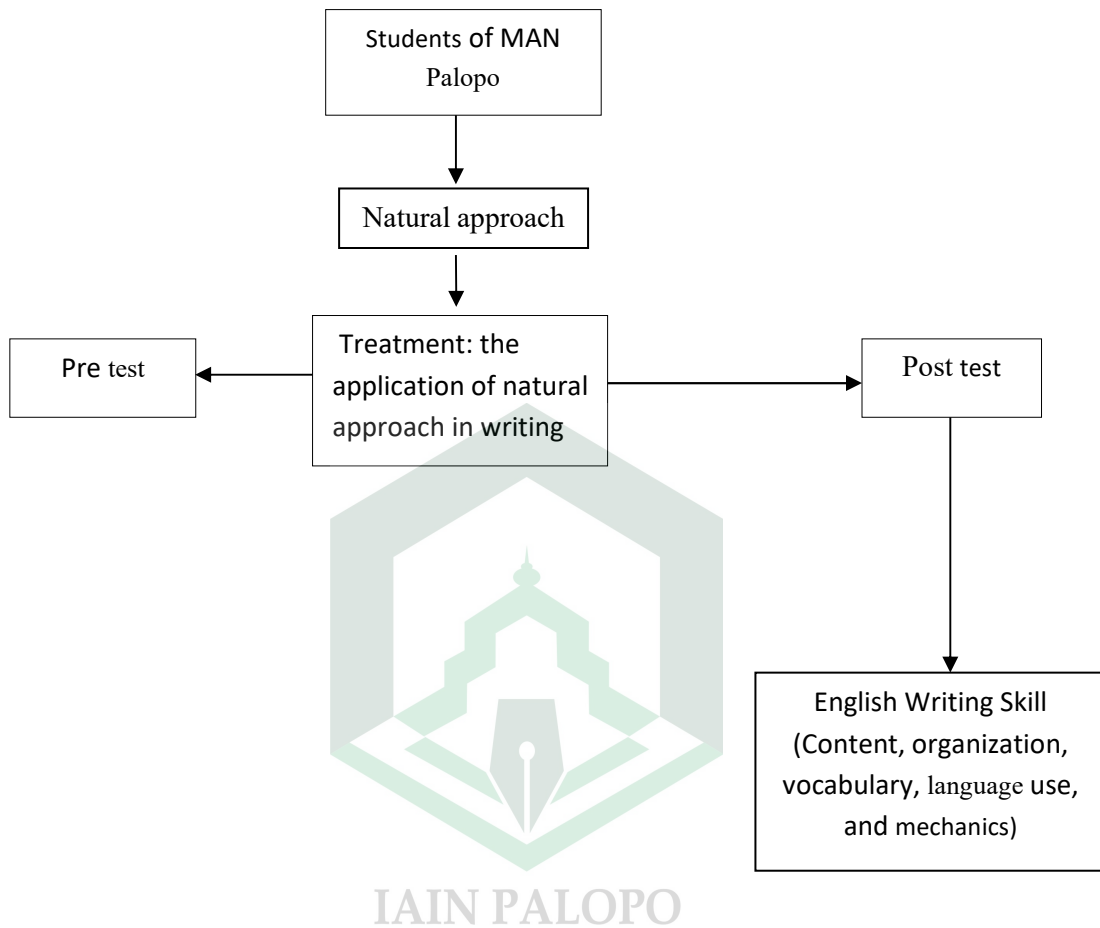 Students of MAN
Palopo
Natural approach
Pre test
Treatment: the
application of natural
approach in writing
Post test
English Writing Skill
(Content, organization,
vocabulary, language use,
and mechanics)
IAIN PALOPO